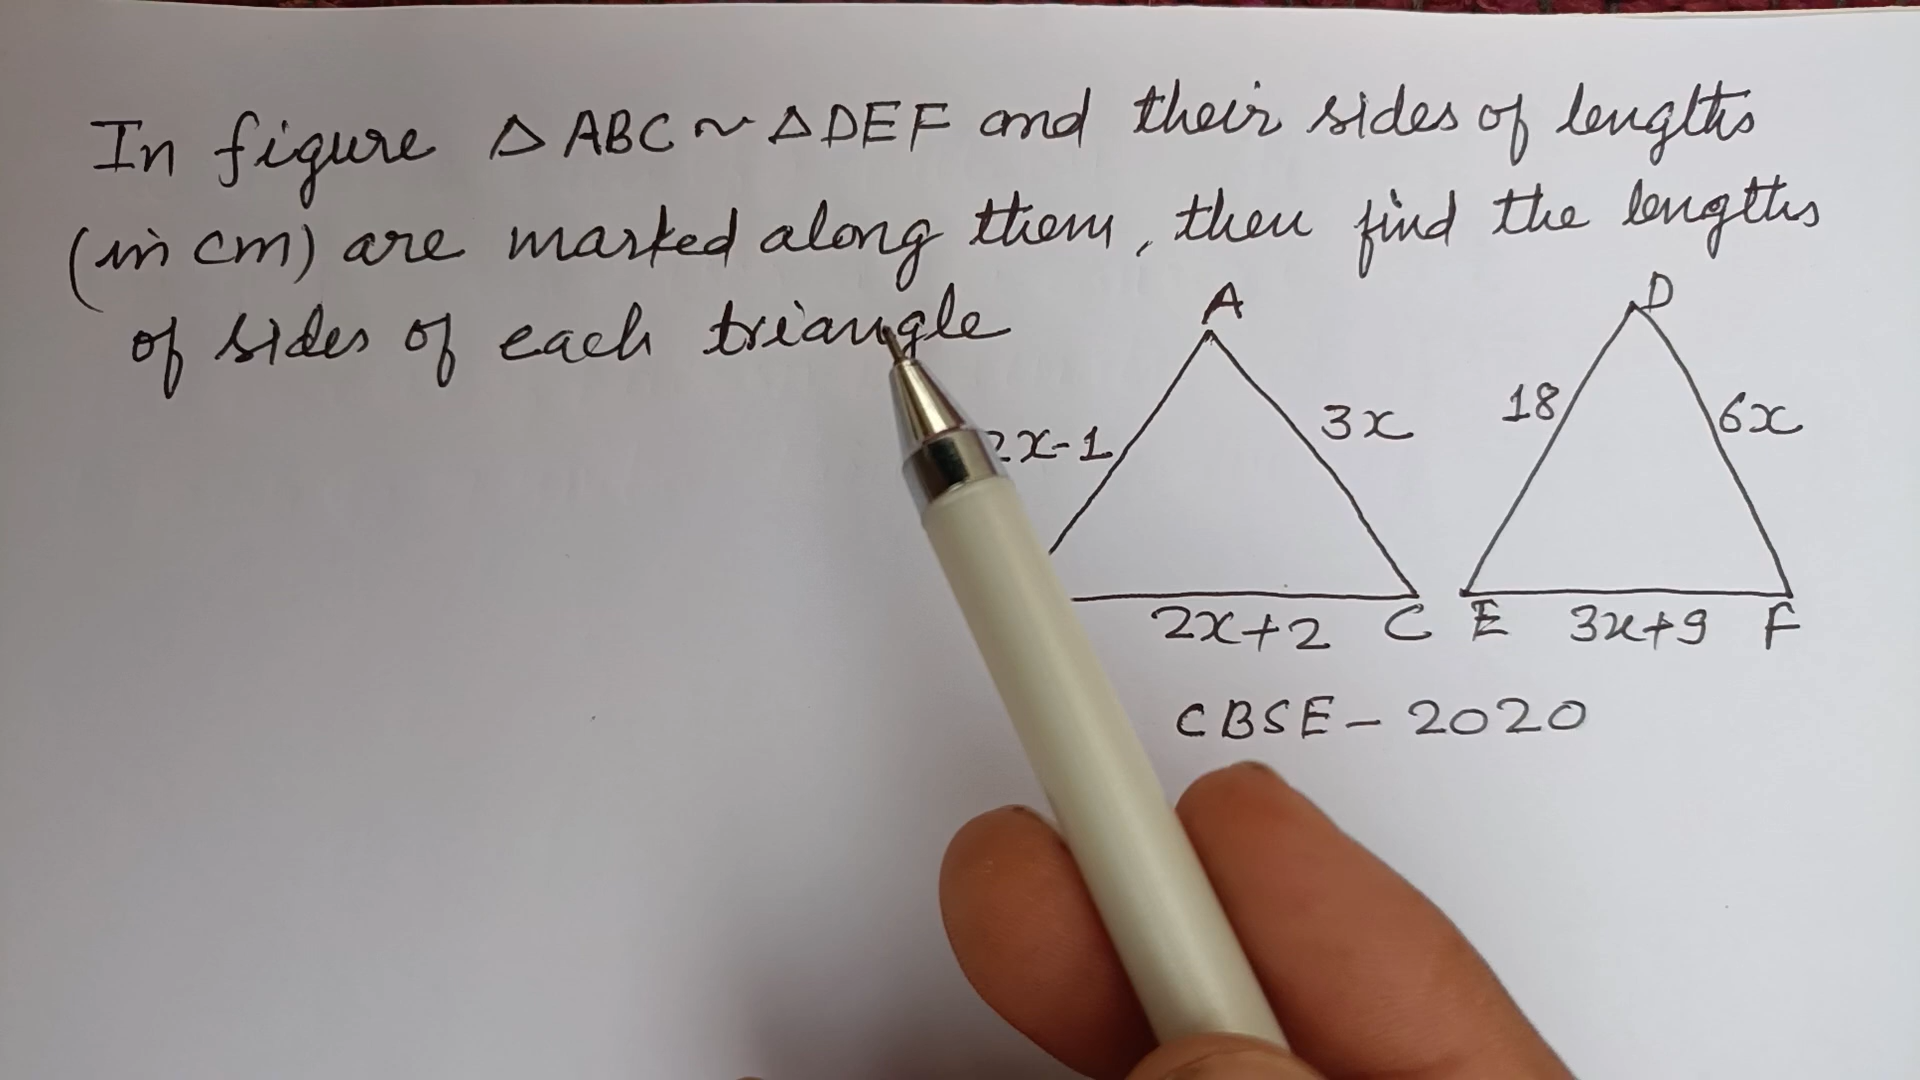 In figure △ ABC ~ △ DEF and their sides of lengths
(in cm) are marked along them, then find the lengths
of sides of each triangle
A
D
2x-1
3x
18
6x
2x+2
C
E
3x+9
F
CBSE - 2020